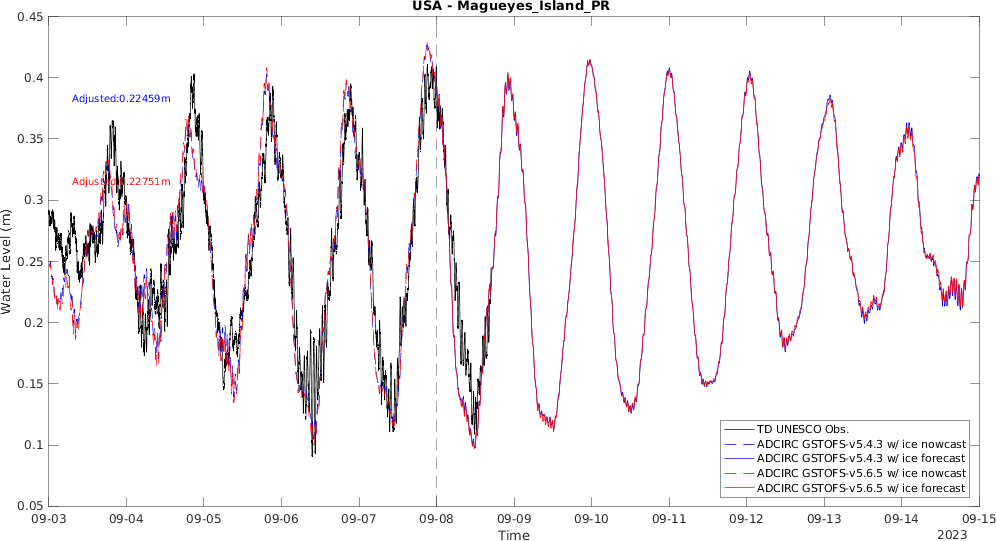 USA - Magueyes_Island_PR
0.45
0.4
0.35
0.3
0.25
0.2
0.15
0.1
0.05
Water Level (m)
Adjusted:0.22459m
Adjusted:0.22751m
TD UNESCO Obs.
ADCIRC GSTOFS-v5.4.3 w/ ice nowcast
ADCIRC GSTOFS-v5.4.3 w/ ice forecast
ADCIRC GSTOFS-v5.6.5 w/ ice nowcast
ADCIRC GSTOFS-v5.6.5 w/ ice forecast
09-03 09-04 09-05 09-06 09-07 09-08 09-09 09-10 09-11 09-12 09-13 09-14 09-15
Time
2023